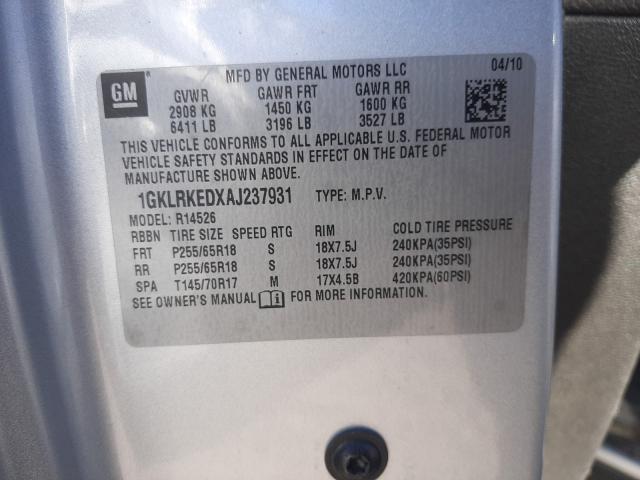 GM
MFD BY GENERAL MOTORS LLC 04/10
GVWR GAWR FRT GAWR RR
2908 KG 1450 KG 1600 KG
6411 LB 3196 LB 3527 LB
THIS VEHICLE CONFORMS TO ALL APPLICABLE U.S. FEDERAL MOTOR
VEHICLE SAFETY STANDARDS IN EFFECT ON THE DATE OF
MANUFACTURE SHOWN ABOVE.
1GKLRKEDXAJ237931 TYPE: M.P.V.
MODEL: R14526
RBBN TIRE SIZE SPEED RTG RIM COLD TIRE PRESSURE
FRT P255/65R18 S 18X7.5J 240KPA(35PSI)
RR P255/65R18 S 18X7.5J 240KPA(35PSI)
SPA T145/70R17 M 17X4.5B 420KPA(60PSI)
SEE OWNER'S MANUAL FOR MORE INFORMATION.